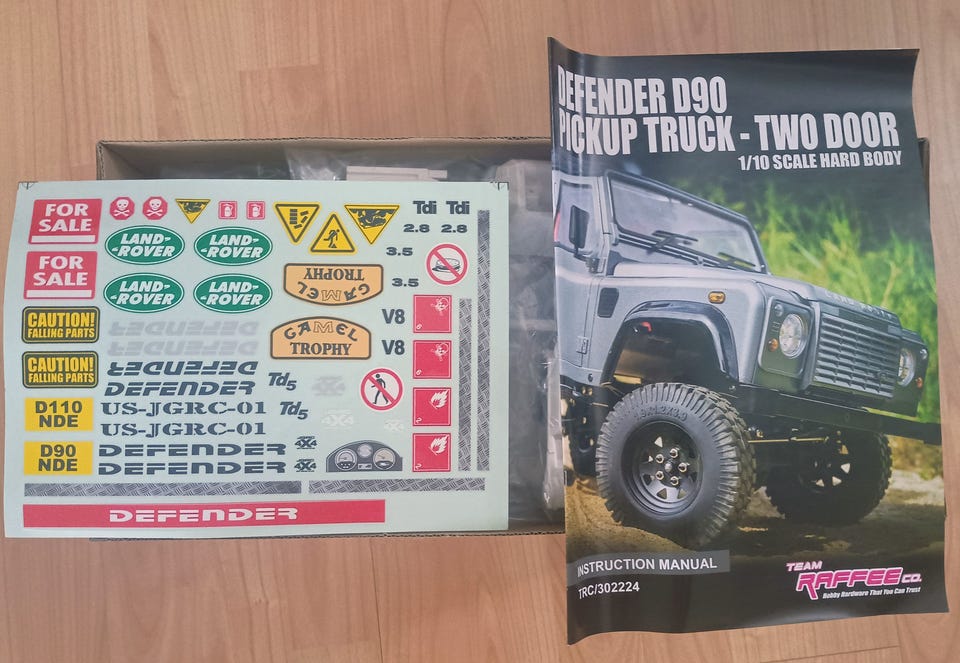 FOR
SALE
FOR
SALE
CAUTION!
FALLING PARTS
CAUTION!
FALLING PARTS
D110
NDE
D90
NDE
LAND-
-ROVER
LAND-
-ROVER
LAND-
-ROVER
LAND-
-ROVER
DEFENDER
DEFENDER
DEFENDER
DEFENDER
US-JGRC-01
US-JGRC-01
DEFENDER
DEFENDER
Td5
Td5
4X4
4X4
CAMEL
TROPHY
CAMEL
TROPHY
Tdi Tdi
2.8 2.8
3.5
3.5
V8
V8
DEFENDER
DEFENDER D90
PICKUP TRUCK - TWO DOOR
1/10 SCALE HARD BODY
INSTRUCTION MANUAL
TRC/302224
TEAM
RAFFEE CO.
Hobby Hardware That You Can Trust